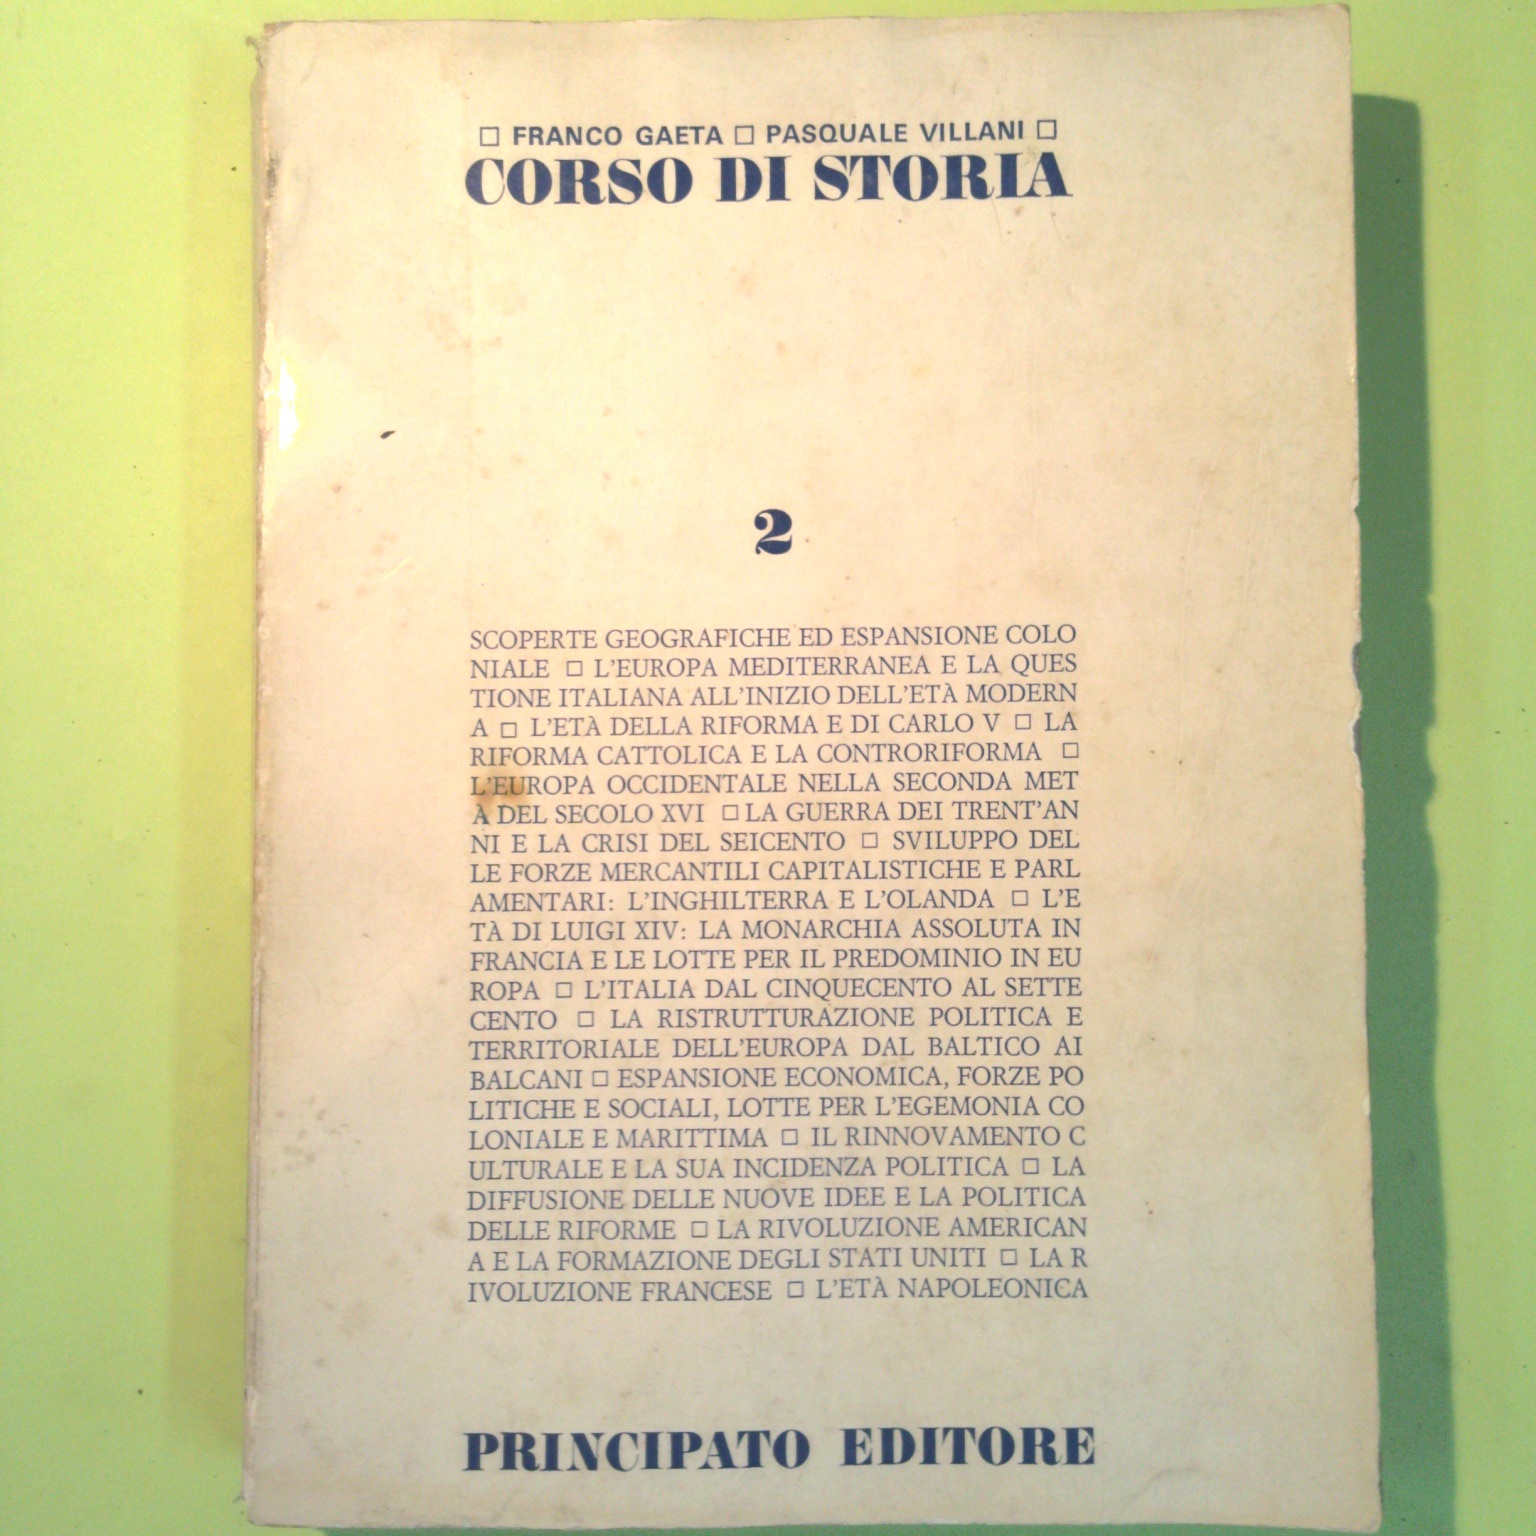 □ FRANCO GAETA □ PASQUALE VILLANI □
CORSO DI STORIA
2
SCOPERTE GEOGRAFICHE ED ESPANSIONE COLO
NIALE □ L'EUROPA MEDITERRANEA E LA QUES
TIONE ITALIANA ALL'INIZIO DELL'ETÀ MODERN
A □ L'ETÀ DELLA RIFORMA E DI CARLO V □ LA
RIFORMA CATTOLICA E LA CONTRORIFORMA □
L'EUROPA OCCIDENTALE NELLA SECONDA MET
À DEL SECOLO XVI □ LA GUERRA DEI TRENT'AN
NI E LA CRISI DEL SEICENTO □ SVILUPPO DEL
LE FORZE MERCANTILI CAPITALISTICHE E PARL
AMENTARI: L'INGHILTERRA E L'OLANDA □ L'E
TÀ DI LUIGI XIV: LA MONARCHIA ASSOLUTA IN
FRANCIA E LE LOTTE PER IL PREDOMINIO IN EU
ROPA □ L'ITALIA DAL CINQUECENTO AL SETTE
CENTO □ LA RISTRUTTURAZIONE POLITICA E
TERRITORIALE DELL'EUROPA DAL BALTICO AI
BALCANI □ ESPANSIONE ECONOMICA, FORZE PO
LITICHE E SOCIALI, LOTTE PER L'EGEMONIA CO
LONIALE E MARITTIMA □ IL RINNOVAMENTO C
ULTURALE E LA SUA INCIDENZA POLITICA □ LA
DIFFUSIONE DELLE NUOVE IDEE E LA POLITICA
DELLE RIFORME □ LA RIVOLUZIONE AMERICAN
A E LA FORMAZIONE DEGLI STATI UNITI □ LA R
IVOLUZIONE FRANCESE □ L'ETÀ NAPOLEONICA
PRINCIPATO EDITORE